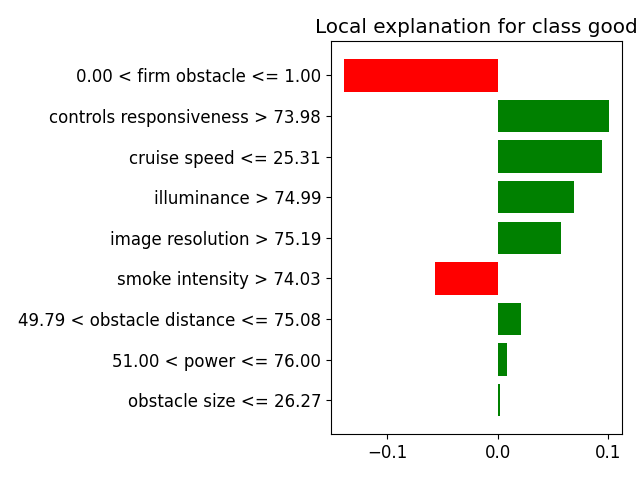 Local explanation for class good
0.00 < firm obstacle <= 1.00
controls responsiveness > 73.98
cruise speed <= 25.31
illuminance > 74.99
image resolution > 75.19
smoke intensity > 74.03
49.79 < obstacle distance <= 75.08
51.00 < power <= 76.00
obstacle size <= 26.27
−0.1 0.0 0.1